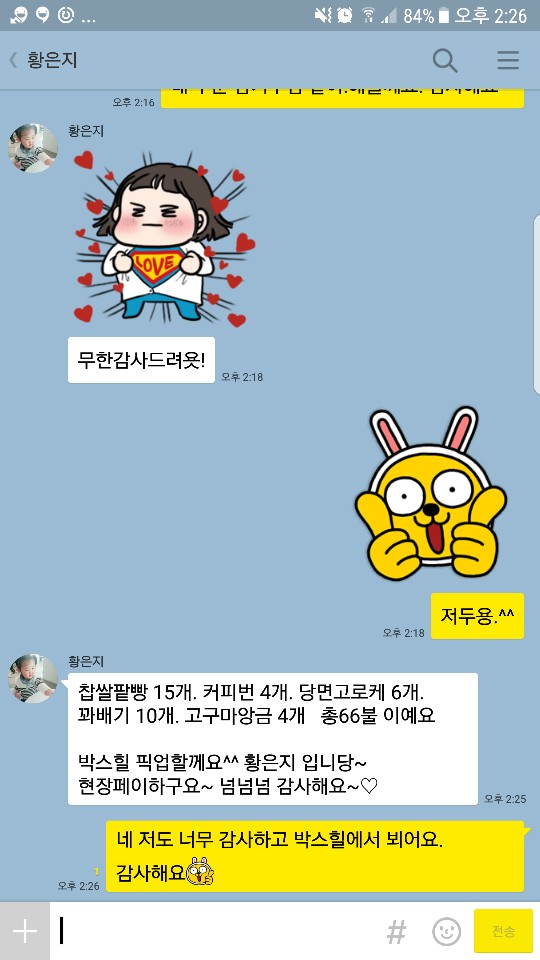 84% 오후 2:26
황은지
오후 2:16
황은지
LOVE
무한감사드려욧!
오후 2:18
저두용.^^
오후 2:18
황은지
찹쌀팥빵 15개. 커피번 4개. 당면고로케 6개.
꽈배기 10개. 고구마앙금 4개 총66불 이예요
박스힐 픽업할께요^^ 황은지 입니당~
현장페이하구요~ 넘넘넘 감사해요~♡
오후 2:25
네 저도 너무 감사하고 박스힐에서 뵈어요.
감사해요
1
오후 2:26
#
전송